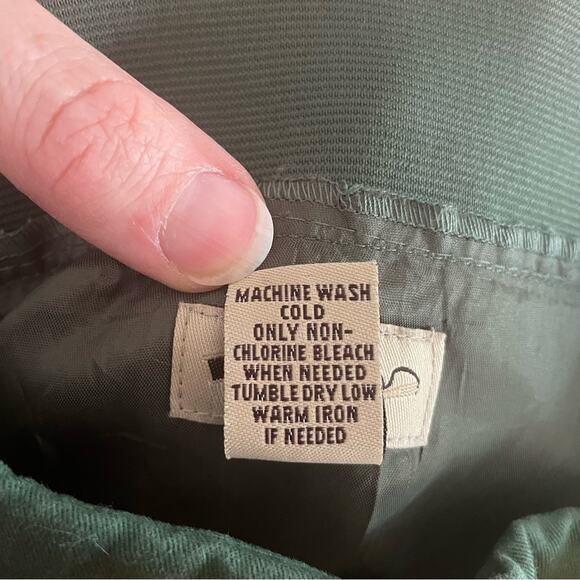 MACHINE WASH
COLD
ONLY NON-
CHLORINE BLEACH
WHEN NEEDED
TUMBLE DRY LOW
WARM IRON
IF NEEDED